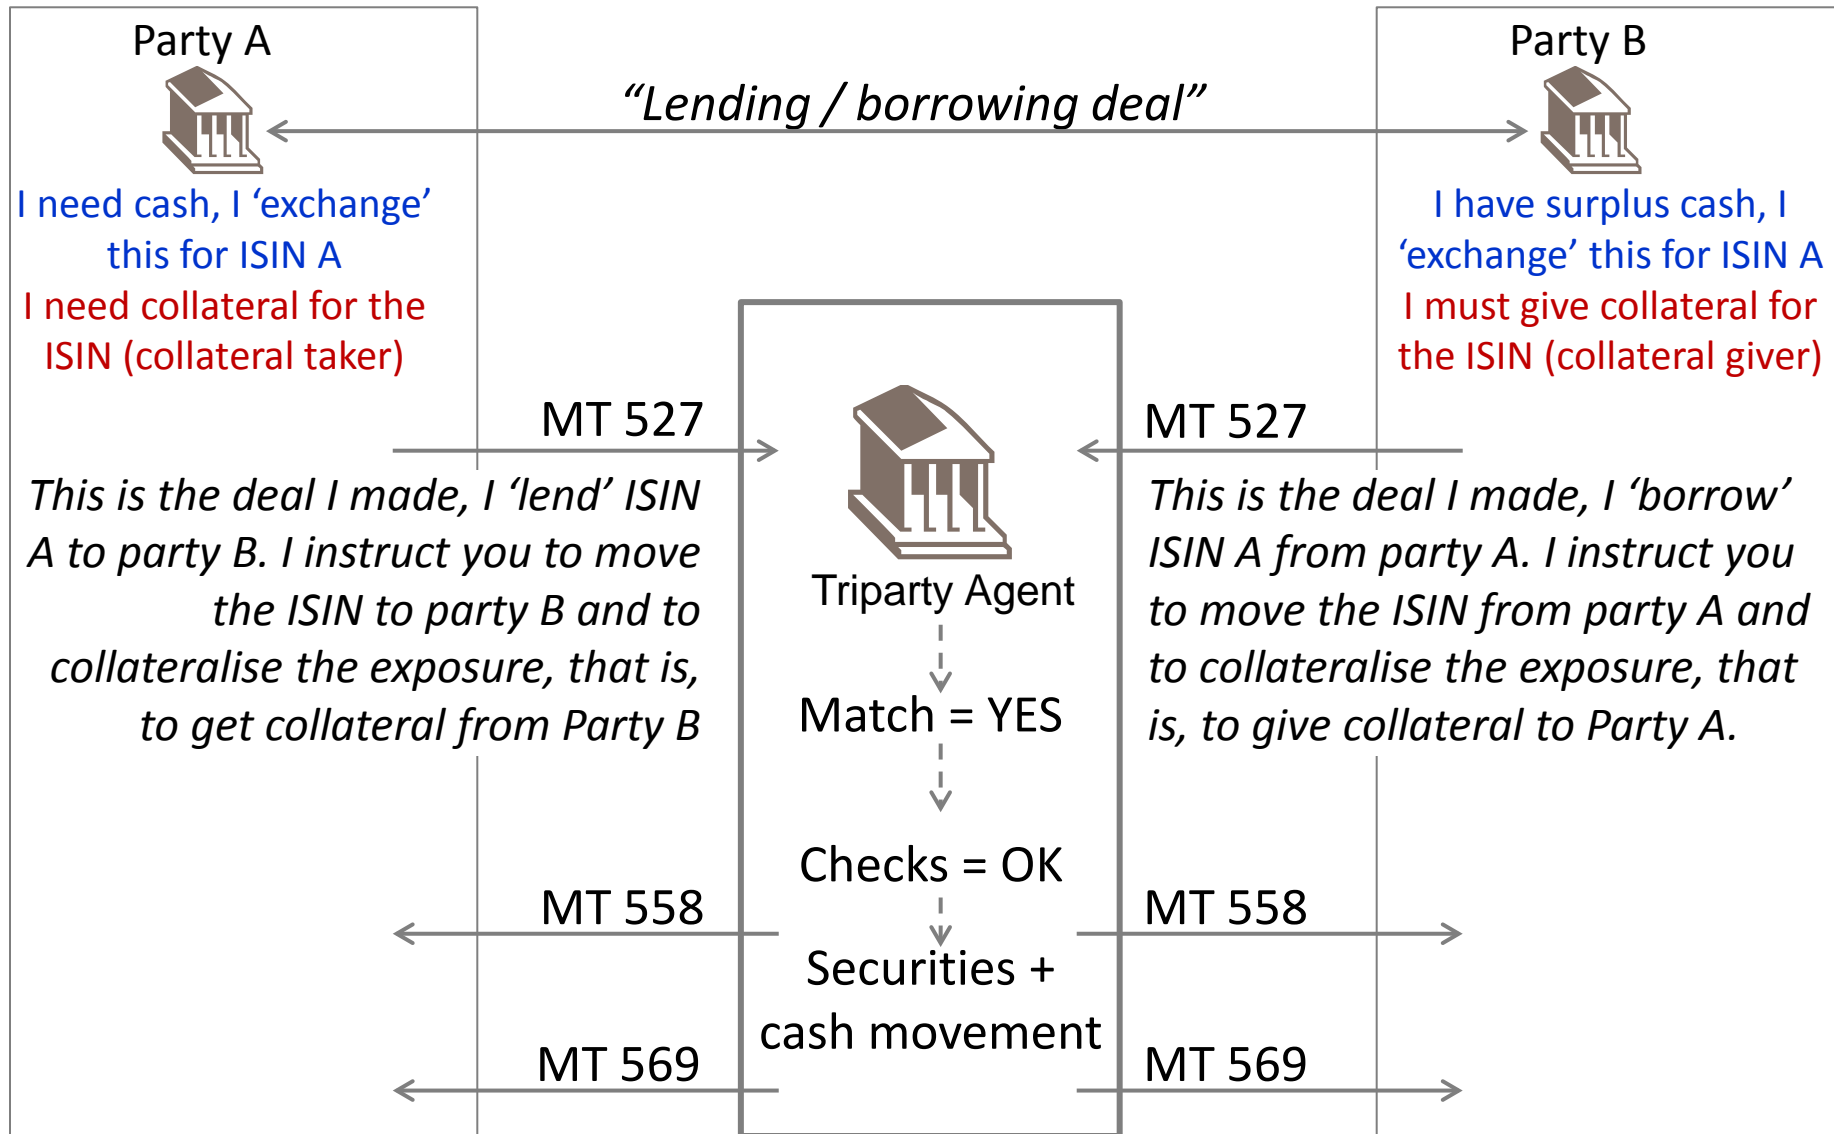 Party A
Party B
“Lending / borrowing deal”
I need cash, I ‘exchange’
this for ISIN A
I need collateral for the
ISIN (collateral taker)
I have surplus cash, I
‘exchange’ this for ISIN A
I must give collateral for
the ISIN (collateral giver)
MT 527
MT 527
This is the deal I made, I ‘lend’ ISIN
A to party B. I instruct you to move
the ISIN to party B and to
collateralise the exposure, that is,
to get collateral from Party B
Triparty Agent
This is the deal I made, I ‘borrow’
ISIN A from party A. I instruct you
to move the ISIN from party A and
to collateralise the exposure, that
is, to give collateral to Party A.
Match = YES
Checks = OK
MT 558
MT 558
Securities +
cash movement
MT 569
MT 569